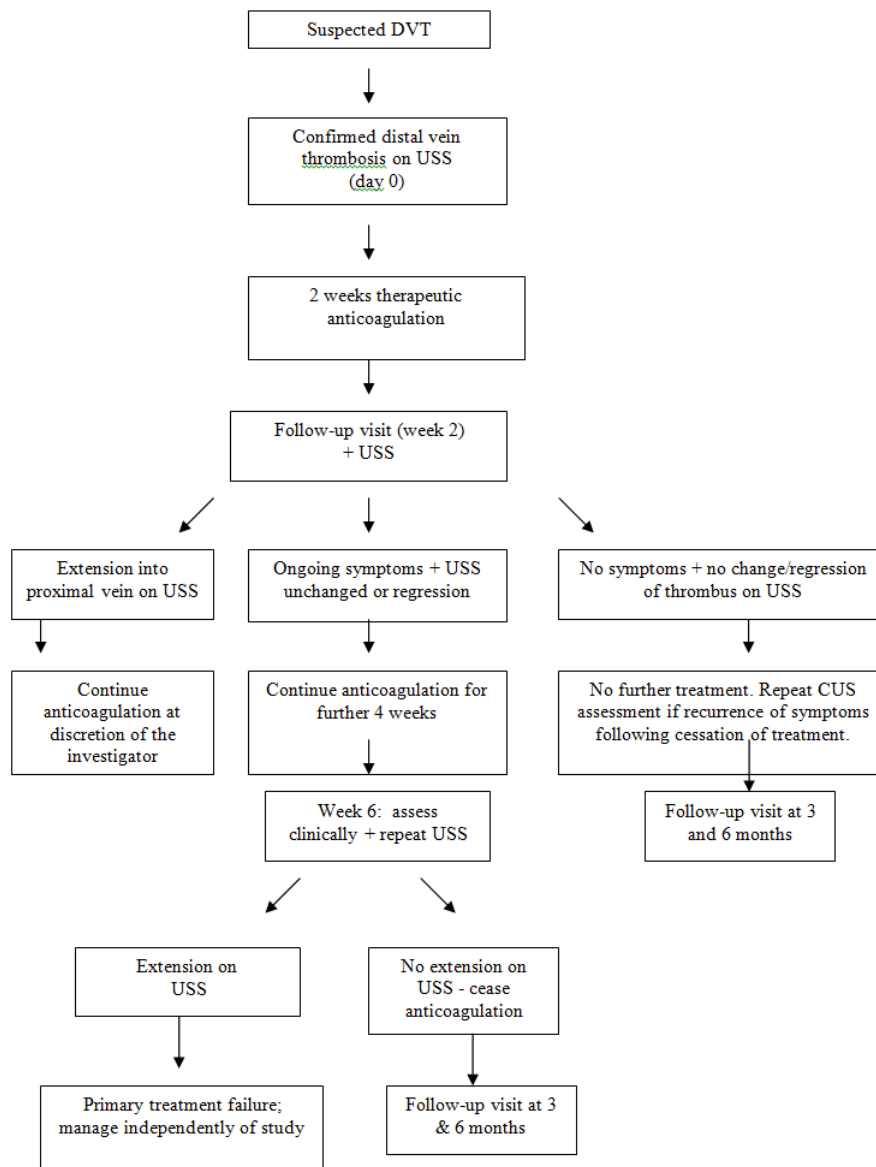 Suspected DVT
Confirmed distal vein
thrombosis on USS
(day 0)
2 weeks therapeutic
anticoagulation
Follow-up visit (week 2)
+ USS
Extension into
proximal vein on USS
Ongoing symptoms + USS
unchanged or regression
No symptoms + no change/regression
of thrombus on USS
Continue
anticoagulation at
discretion of the
investigator
Continue anticoagulation for
further 4 weeks
No further treatment. Repeat CUS
assessment if recurrence of symptoms
following cessation of treatment.
Week 6:  assess
clinically + repeat USS
Follow-up visit at 3
and 6 months
Extension on
USS
No extension on
USS - cease
anticoagulation
Primary treatment failure;
manage independently of study
Follow-up visit at 3
& 6 months